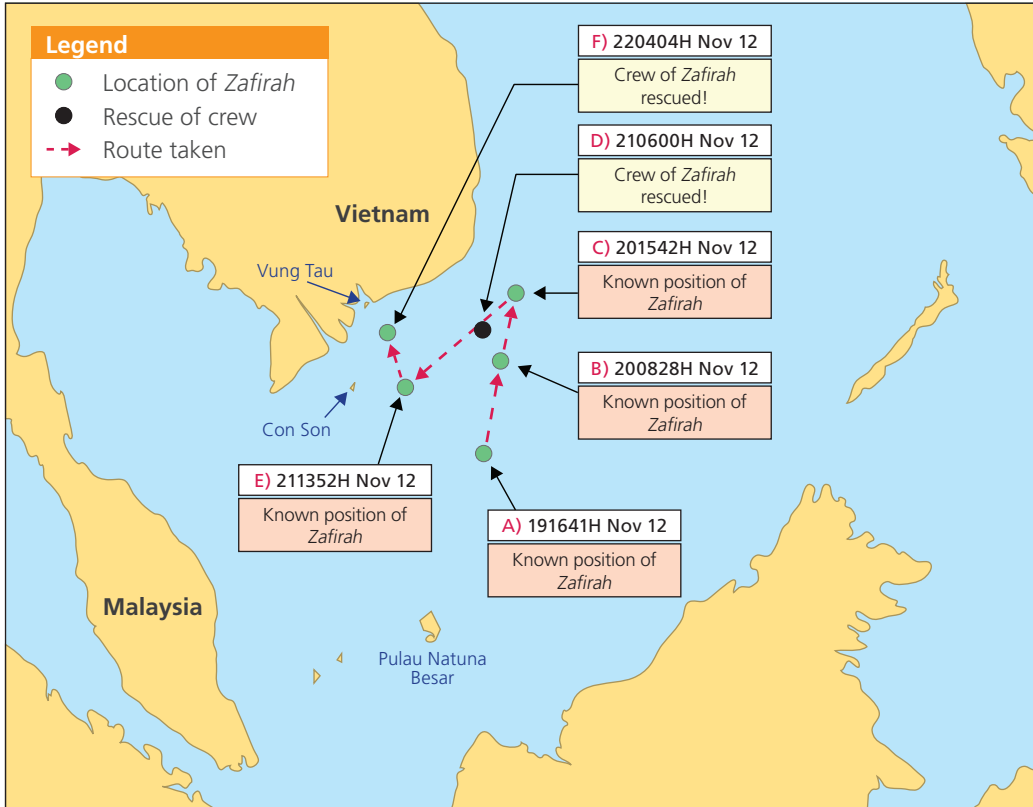 Legend
Location of Zafirah
Rescue of crew
Route taken
F) 220404H Nov 12
Crew of Zafirah
rescued!
D) 210600H Nov 12
Crew of Zafirah
rescued!
Vietnam
C) 201542H Nov 12
Known position of
Zafirah
Vung Tau
B) 200828H Nov 12
Known position of
Zafirah
Con Son
E) 211352H Nov 12
Known position of
Zafirah
A) 191641H Nov 12
Known position of
Zafirah
Malaysia
Pulau Natuna
Besar